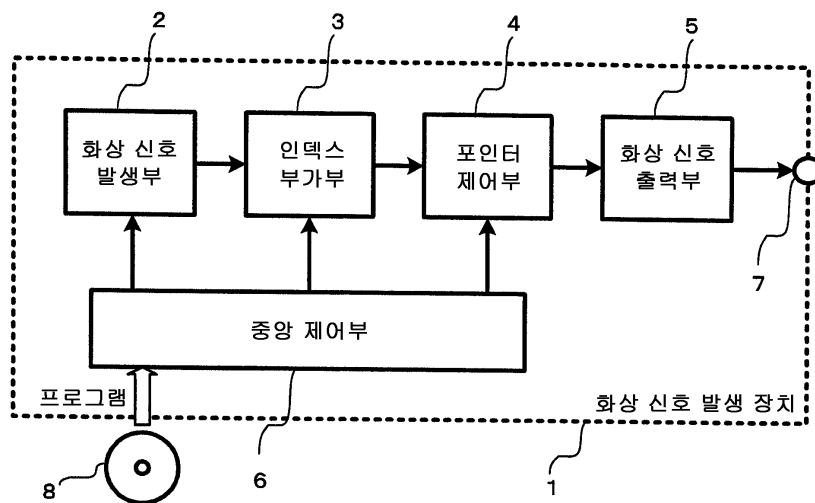 2
3
4
5
화상 신호
발생부
인덱스
부가부
포인터
제어부
화상 신호
출력부
7
중앙 제어부
프로그램
화상 신호 발생 장치
8
6
1